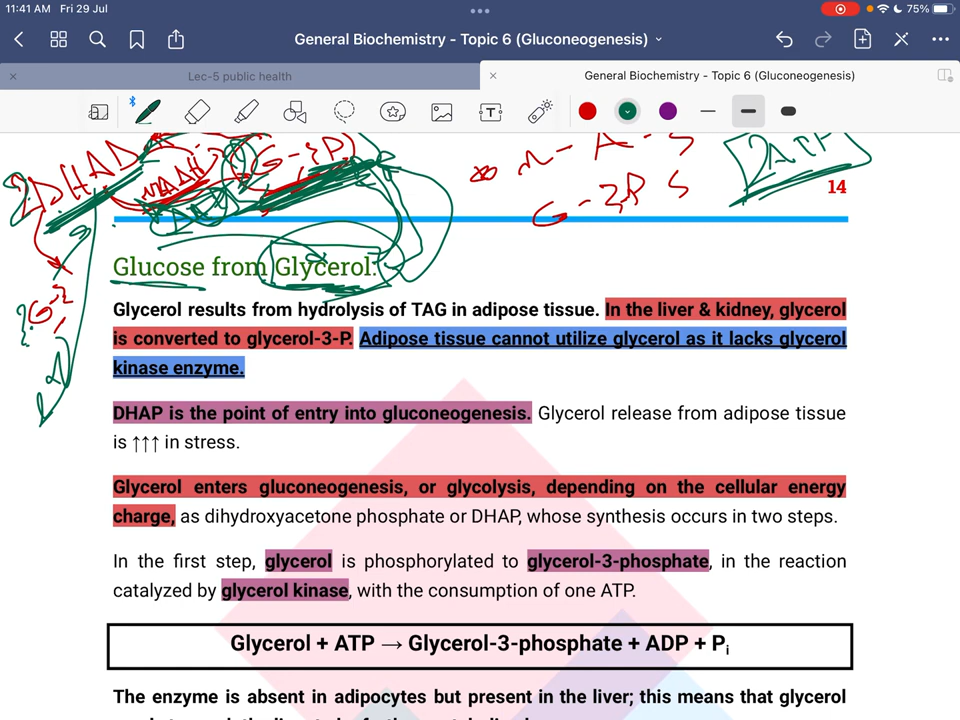 11:41 AM Fri 29 Jul
75%
General Biochemistry - Topic 6 (Gluconeogenesis)
Lec-5 public health
General Biochemistry - Topic 6 (Gluconeogenesis)
T
M - A - S
G - 3P S
2ATP
14
Glucose from Glycerol:
Glycerol results from hydrolysis of TAG in adipose tissue. In the liver & kidney, glycerol
is converted to glycerol-3-P. Adipose tissue cannot utilize glycerol as it lacks glycerol
kinase enzyme.
DHAP is the point of entry into gluconeogenesis. Glycerol release from adipose tissue
is ↑↑↑ in stress.
Glycerol enters gluconeogenesis, or glycolysis, depending on the cellular energy
charge, as dihydroxyacetone phosphate or DHAP, whose synthesis occurs in two steps.
In the first step, glycerol is phosphorylated to glycerol-3-phosphate, in the reaction
catalyzed by glycerol kinase, with the consumption of one ATP.
Glycerol + ATP → Glycerol-3-phosphate + ADP + Pi
The enzyme is absent in adipocytes but present in the liver; this means that glycerol